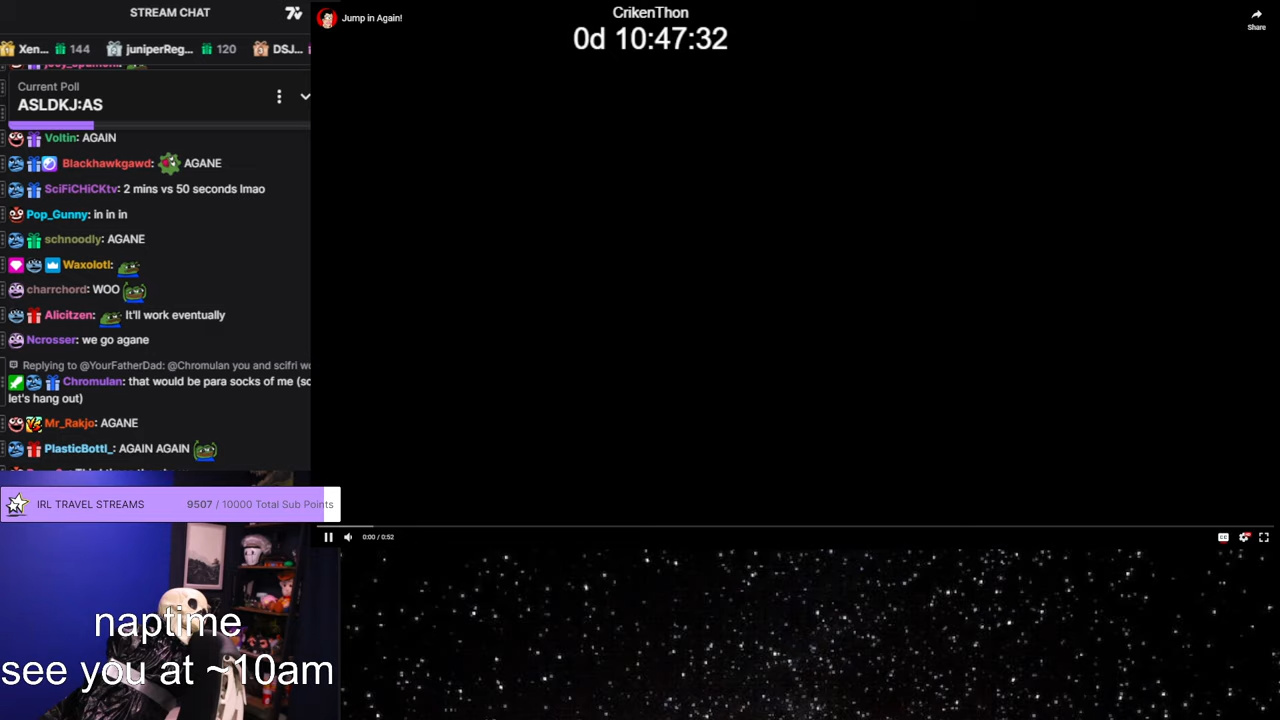 STREAM CHAT
Xen... 144 juniperReg... 120 DSJ...
Current Poll
ASLDKJ:AS
Voltin: AGAIN
Blackhawkgawd: AGANE
SciFiCHiCKtv: 2 mins vs 50 seconds lmao
Pop_Gunny: in in in
schnoodly: AGANE
Waxolotl:
charrchord: WOO
Alicitzen: It'll work eventually
Ncrosser: we go agane
Replying to @YourFatherDad: @Chromulan you and scifri
Chromulan: that would be para socks of me (so
let's hang out)
Mr_Rakjo: AGANE
PlasticBottl_: AGAIN AGAIN
IRL TRAVEL STREAMS 9507 / 10000 Total Sub Points
naptime
see you at ~10am
Jump in Again!
CrikenThon
0d 10:47:32
Share
0:00 / 0:52
CC